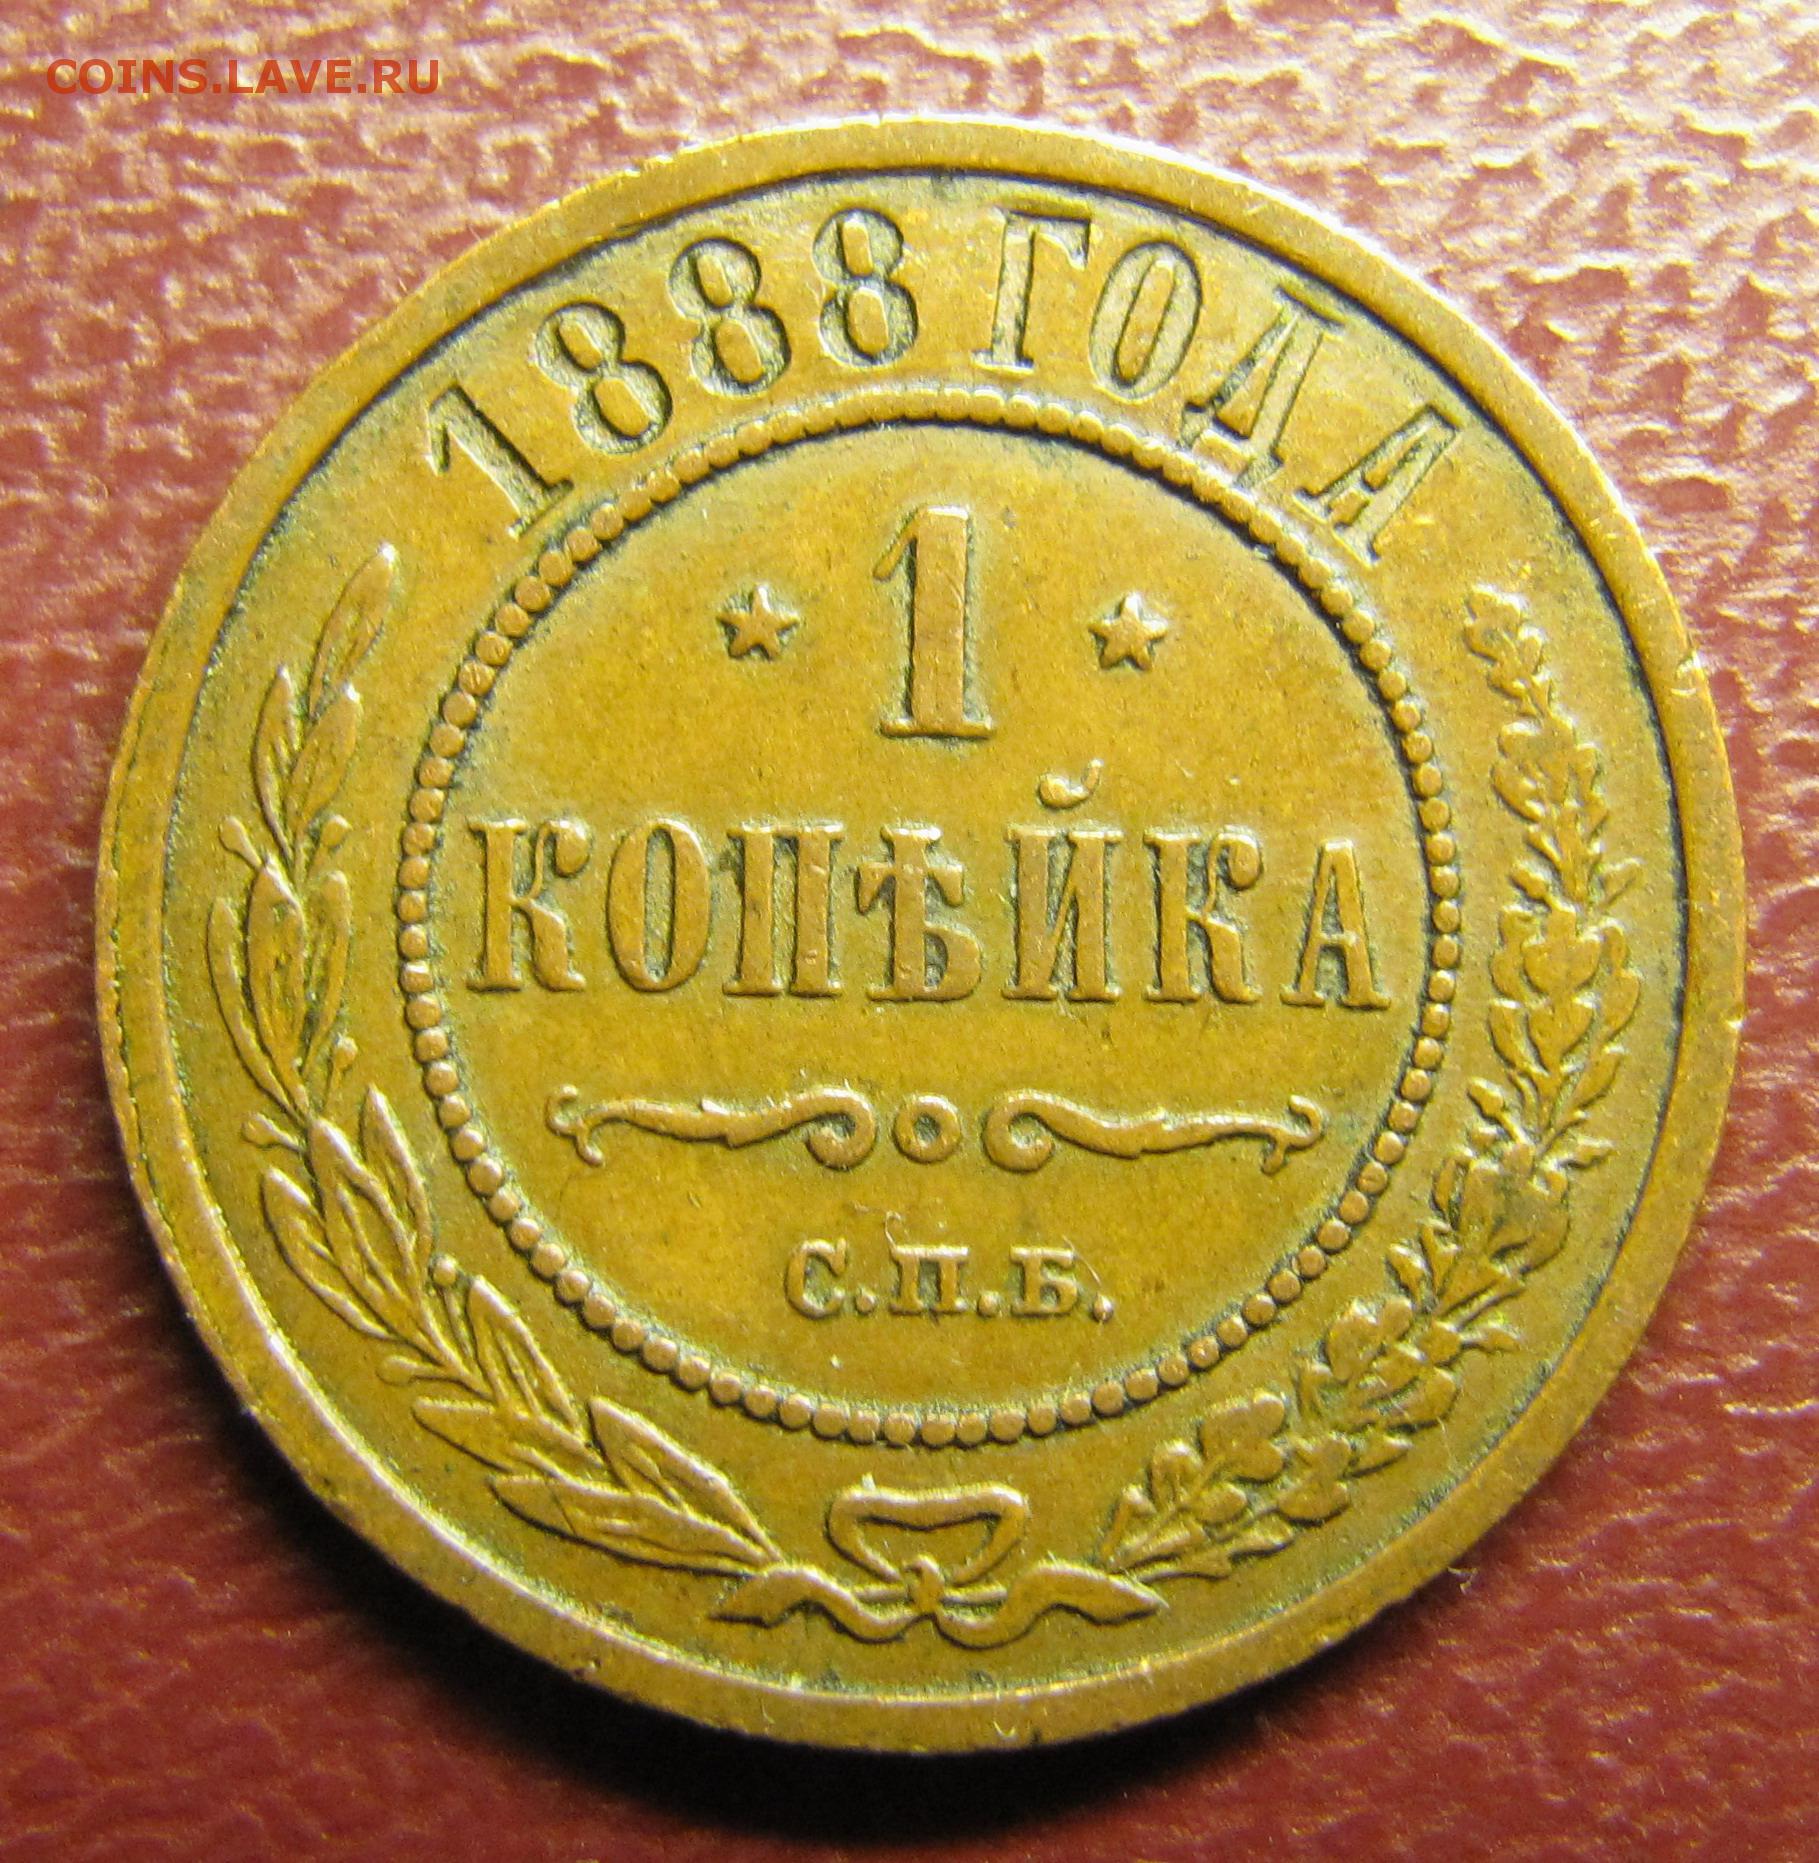 COINS.LAVE.RU
1888 ГОДА
1
КОПѢЙКА
С.П.Б.